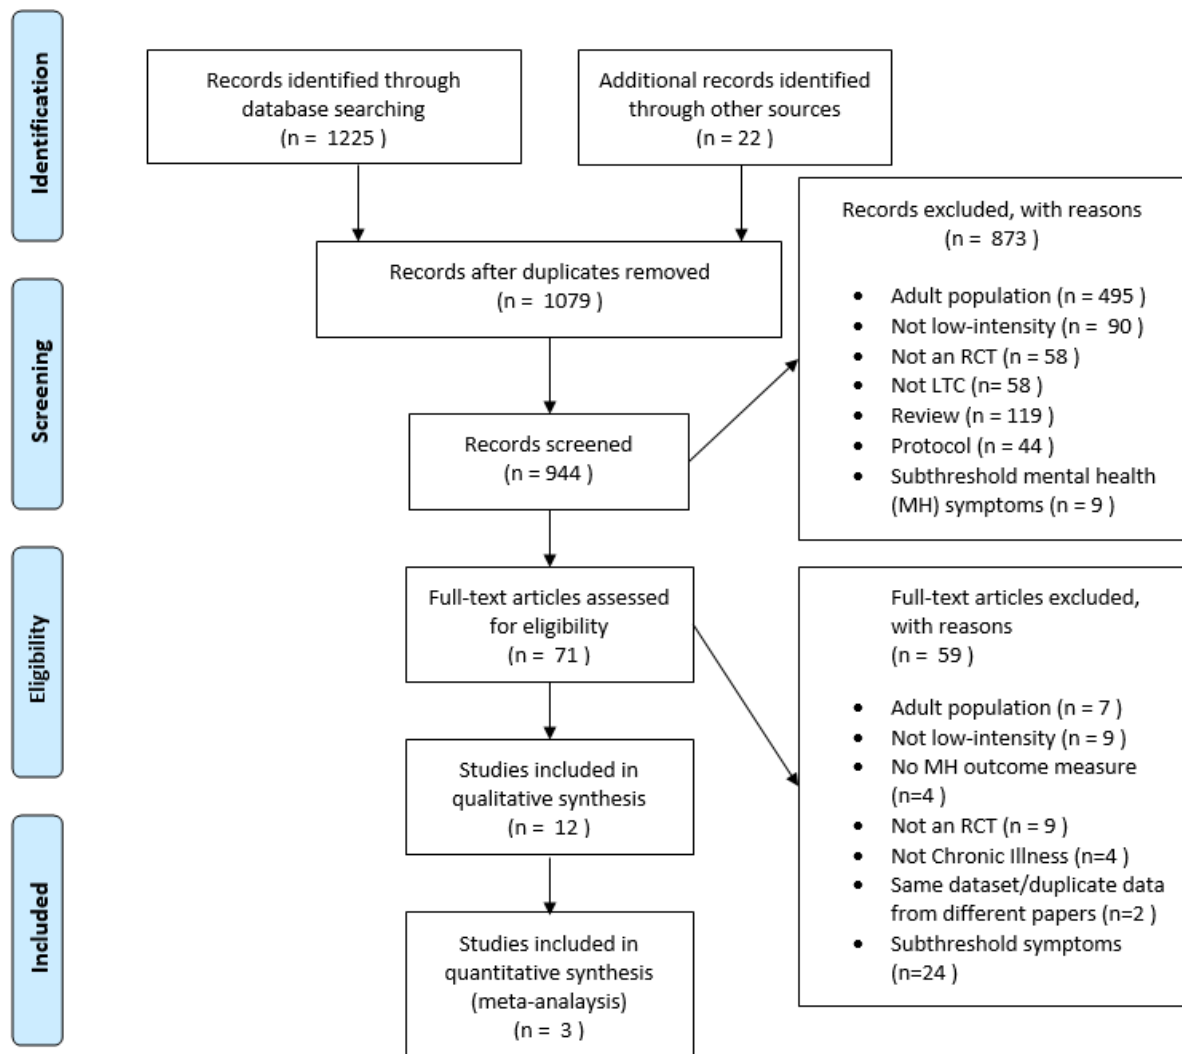 Identification
Records identified through
database searching
(n =  1225 )
Additional records identified
through other sources
(n = 22 )
Records after duplicates removed
(n =  1079 )
Records excluded, with reasons
(n =  873 )
• Adult population (n = 495 )
• Not low-intensity (n =  90 )
• Not an RCT (n = 58 )
• Not LTC (n= 58 )
• Review (n = 119 )
• Protocol (n = 44 )
• Subthreshold mental health
(MH) symptoms (n = 9 )
Screening
Records screened
(n = 944 )
Eligibility
Full-text articles assessed
for eligibility
(n =  71 )
Full-text articles excluded,
with reasons
(n =  59 )
• Adult population (n = 7 )
• Not low-intensity (n = 9 )
• No MH outcome measure
(n=4 )
• Not an RCT (n = 9 )
• Not Chronic Illness (n=4 )
• Same dataset/duplicate data
from different papers (n=2 )
• Subthreshold symptoms
(n=24 )
Studies included in
qualitative synthesis
(n =  12 )
Included
Studies included in
quantitative synthesis
(meta-analaysis)
(n =  3 )